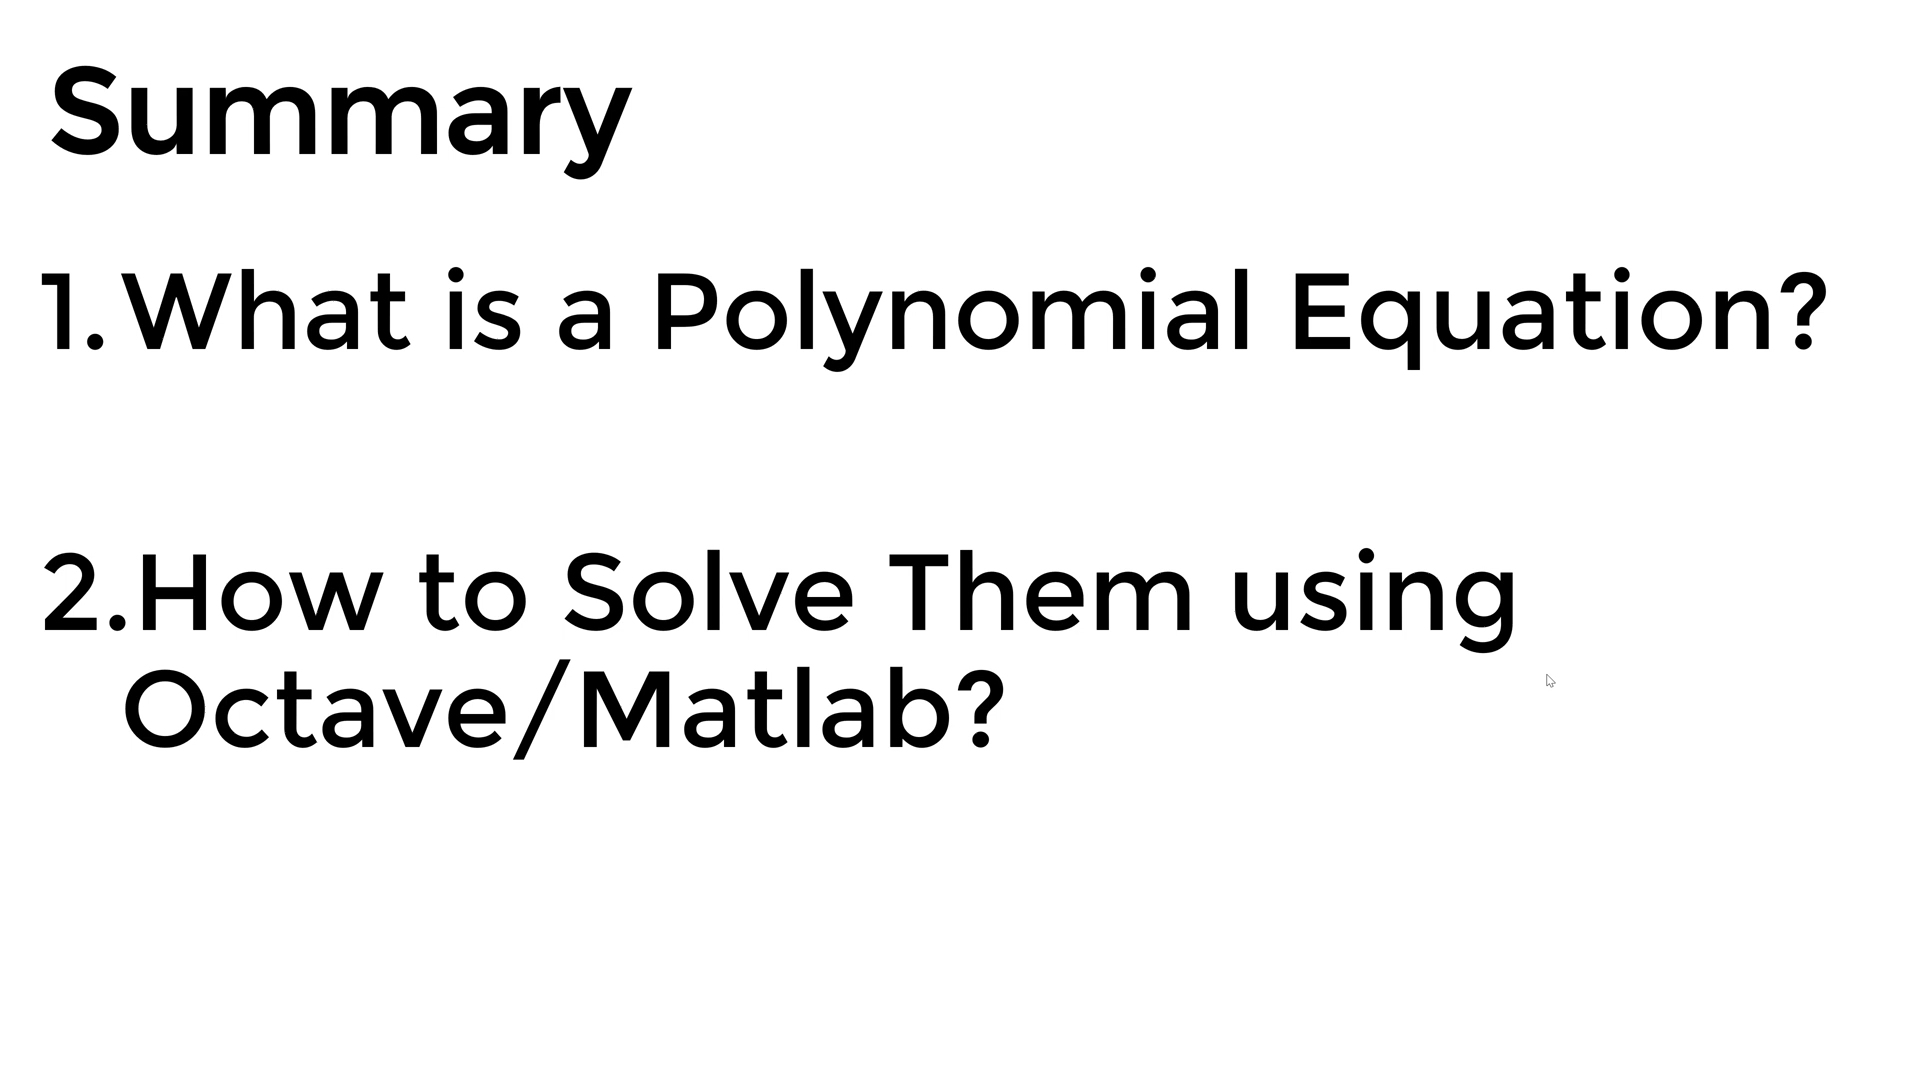 Summary
1. What is a Polynomial Equation?
2. How to Solve Them using
Octave/Matlab?